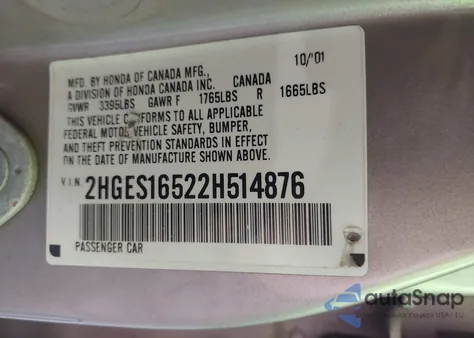 10/'01
MFD. BY HONDA OF CANADA MFG.,
A DIVISION OF HONDA CANADA INC. CANADA
GVWR 3395LBS GAWR F 1765LBS R 1665LBS
THIS VEHICLE CONFORMS TO ALL APPLICABLE
FEDERAL MOTOR VEHICLE SAFETY, BUMPER,
AND THEFT PREVENTION STANDARDS IN EFFECT
ON THE DATE OF MANUFACTURE SHOWN ABOVE.
V.I.N. 2HGES16522H514876
PASSENGER CAR
autoSnap
USA - EU